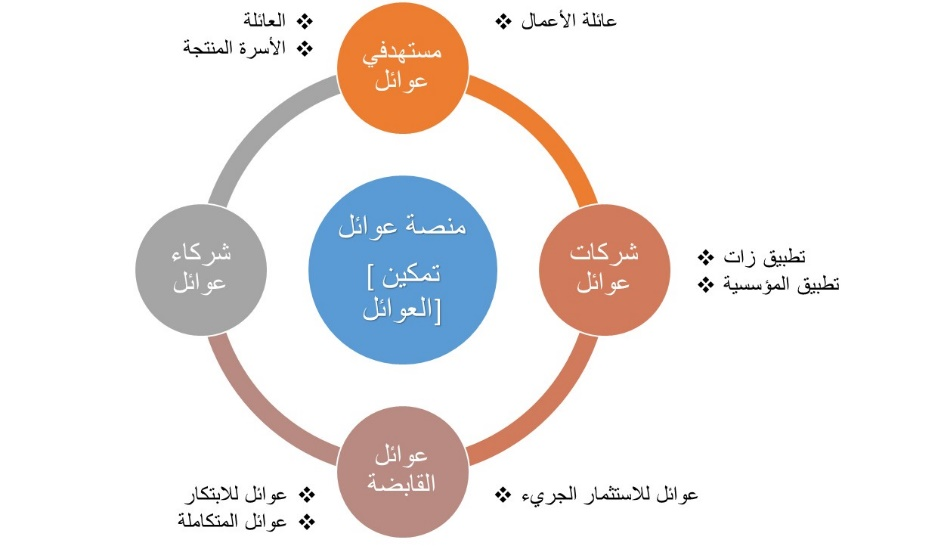 ❖ عائلة الأعمال
❖ العائلة
❖ الأسرة المنتجة
مستهدفي
عوائل
شركات
عوائل
❖ تطبيق زات
❖ تطبيق المؤسسية
منصة عوائل
تمكين [
[العوائل
شركاء
عوائل
عوائل
القابضة
❖ عوائل للاستثمار الجريء
❖ عوائل للابتكار
❖ عوائل المتكاملة